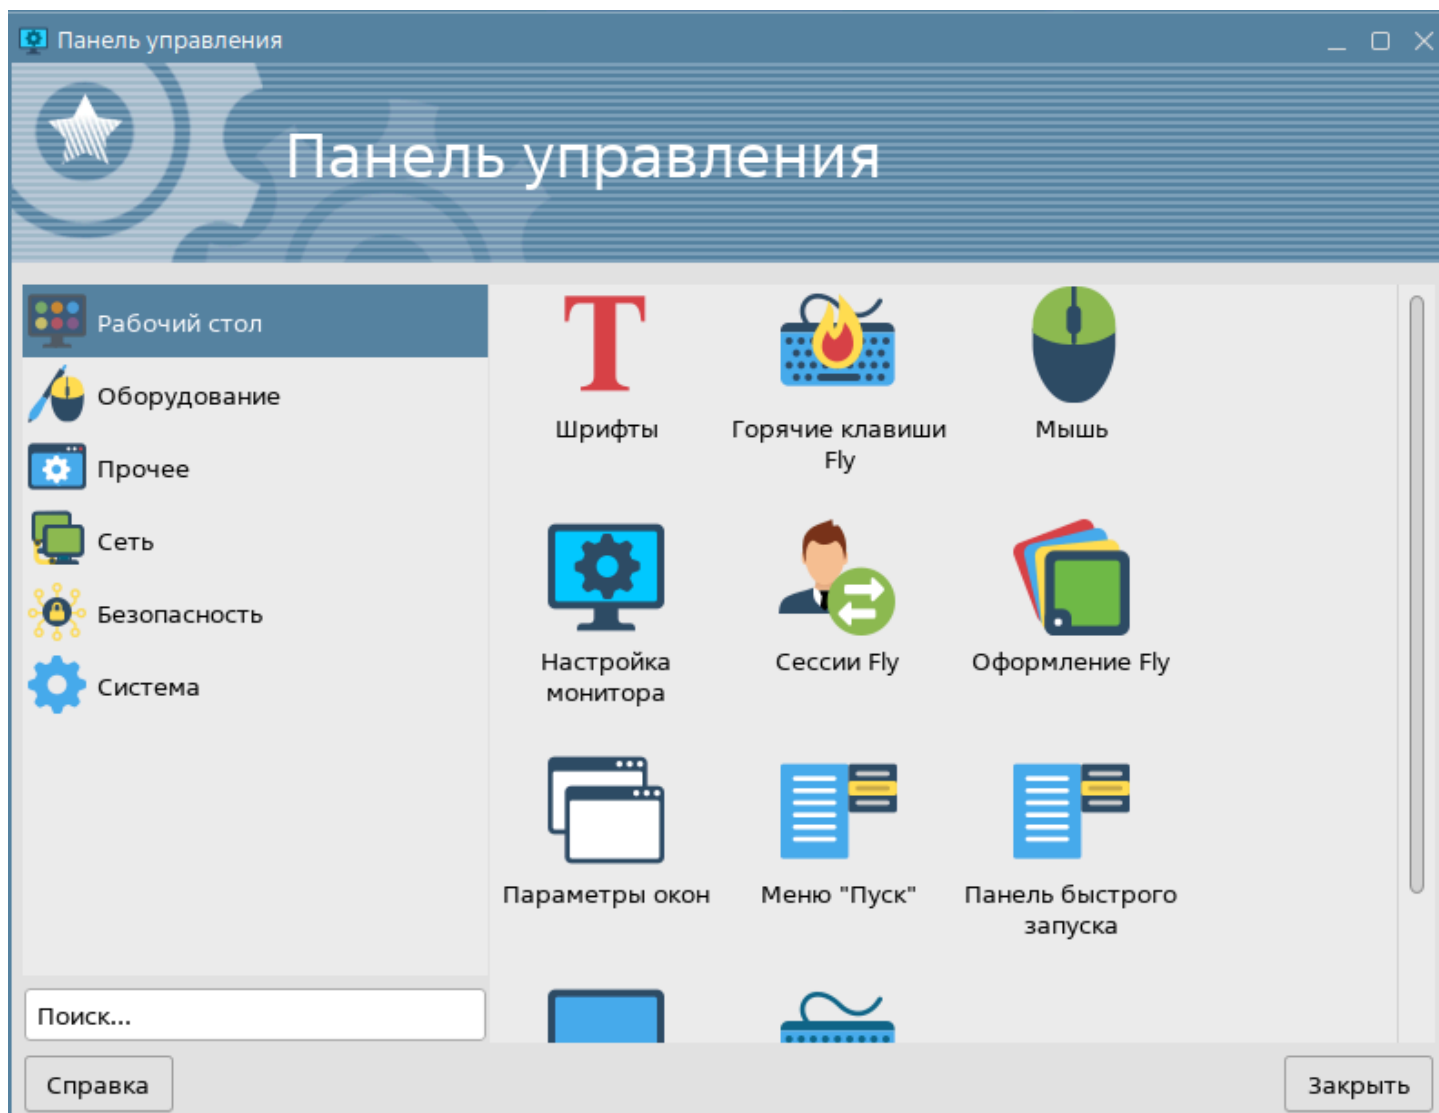 Панель управления
Панель управления
Рабочий стол
Оборудование
Прочее
Сеть
Безопасность
Система
Шрифты
Горячие клавиши
Fly
Мышь
Настройка
монитора
Сессии Fly
Оформление Fly
Параметры окон
Меню "Пуск"
Панель быстрого
запуска
Поиск...
Справка
Закрыть